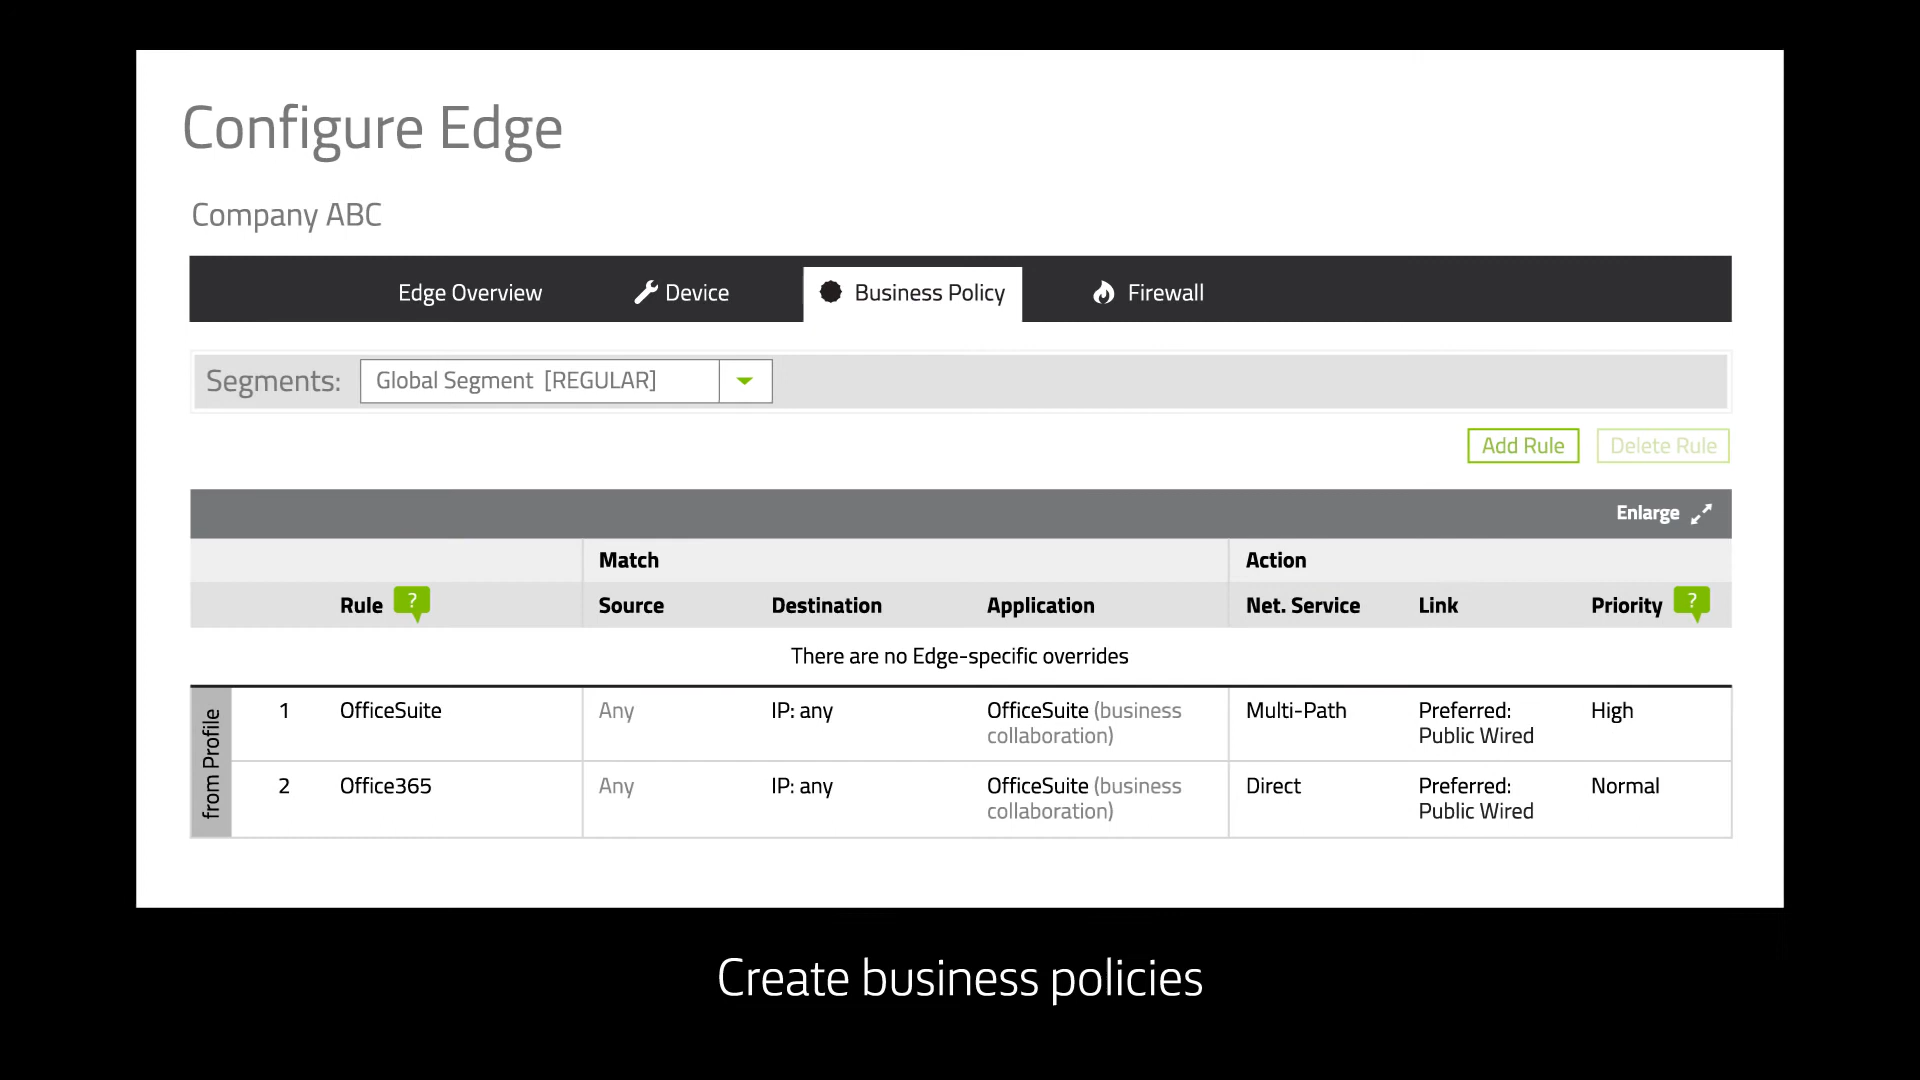 Configure Edge
Company ABC
Edge Overview Device Business Policy Firewall
Segments: Global Segment [REGULAR]
Add Rule Delete Rule
Enlarge
Match Action
Rule ? Source Destination Application Net. Service Link Priority ?
There are no Edge-specific overrides
from Profile
1 OfficeSuite Any IP: any OfficeSuite (business Multi-Path Preferred: High
collaboration) Public Wired
2 Office365 Any IP: any OfficeSuite (business Direct Preferred: Normal
collaboration) Public Wired
Create business policies